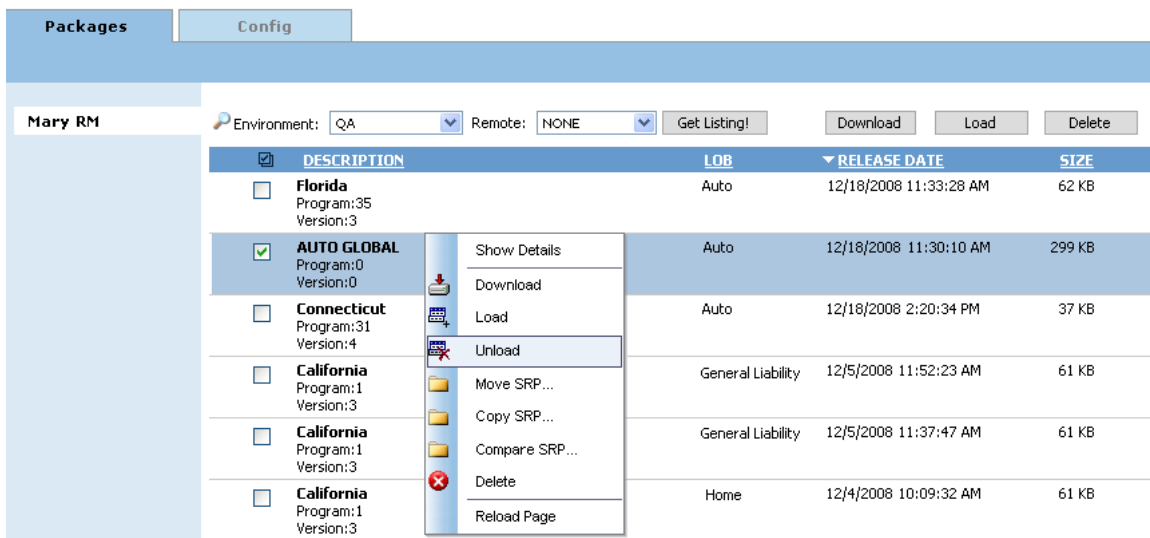 Packages Config
Mary RM
Environment: QA Remote: NONE Get Listing! Download Load Delete
DESCRIPTION LOB RELEASE DATE SIZE
Florida Auto 12/18/2008 11:33:28 AM 62 KB
Program:35
Version:3
AUTO GLOBAL Auto 12/18/2008 11:30:10 AM 299 KB
Program:0
Version:0
Connecticut Auto 12/18/2008 2:20:34 PM 37 KB
Program:31
Version:4
California General Liability 12/5/2008 11:52:23 AM 61 KB
Program:1
Version:3
California General Liability 12/5/2008 11:37:47 AM 61 KB
Program:1
Version:3
California Home 12/4/2008 10:09:32 AM 61 KB
Program:1
Version:3
Show Details
Download
Load
Unload
Move SRP...
Copy SRP...
Compare SRP...
Delete
Reload Page